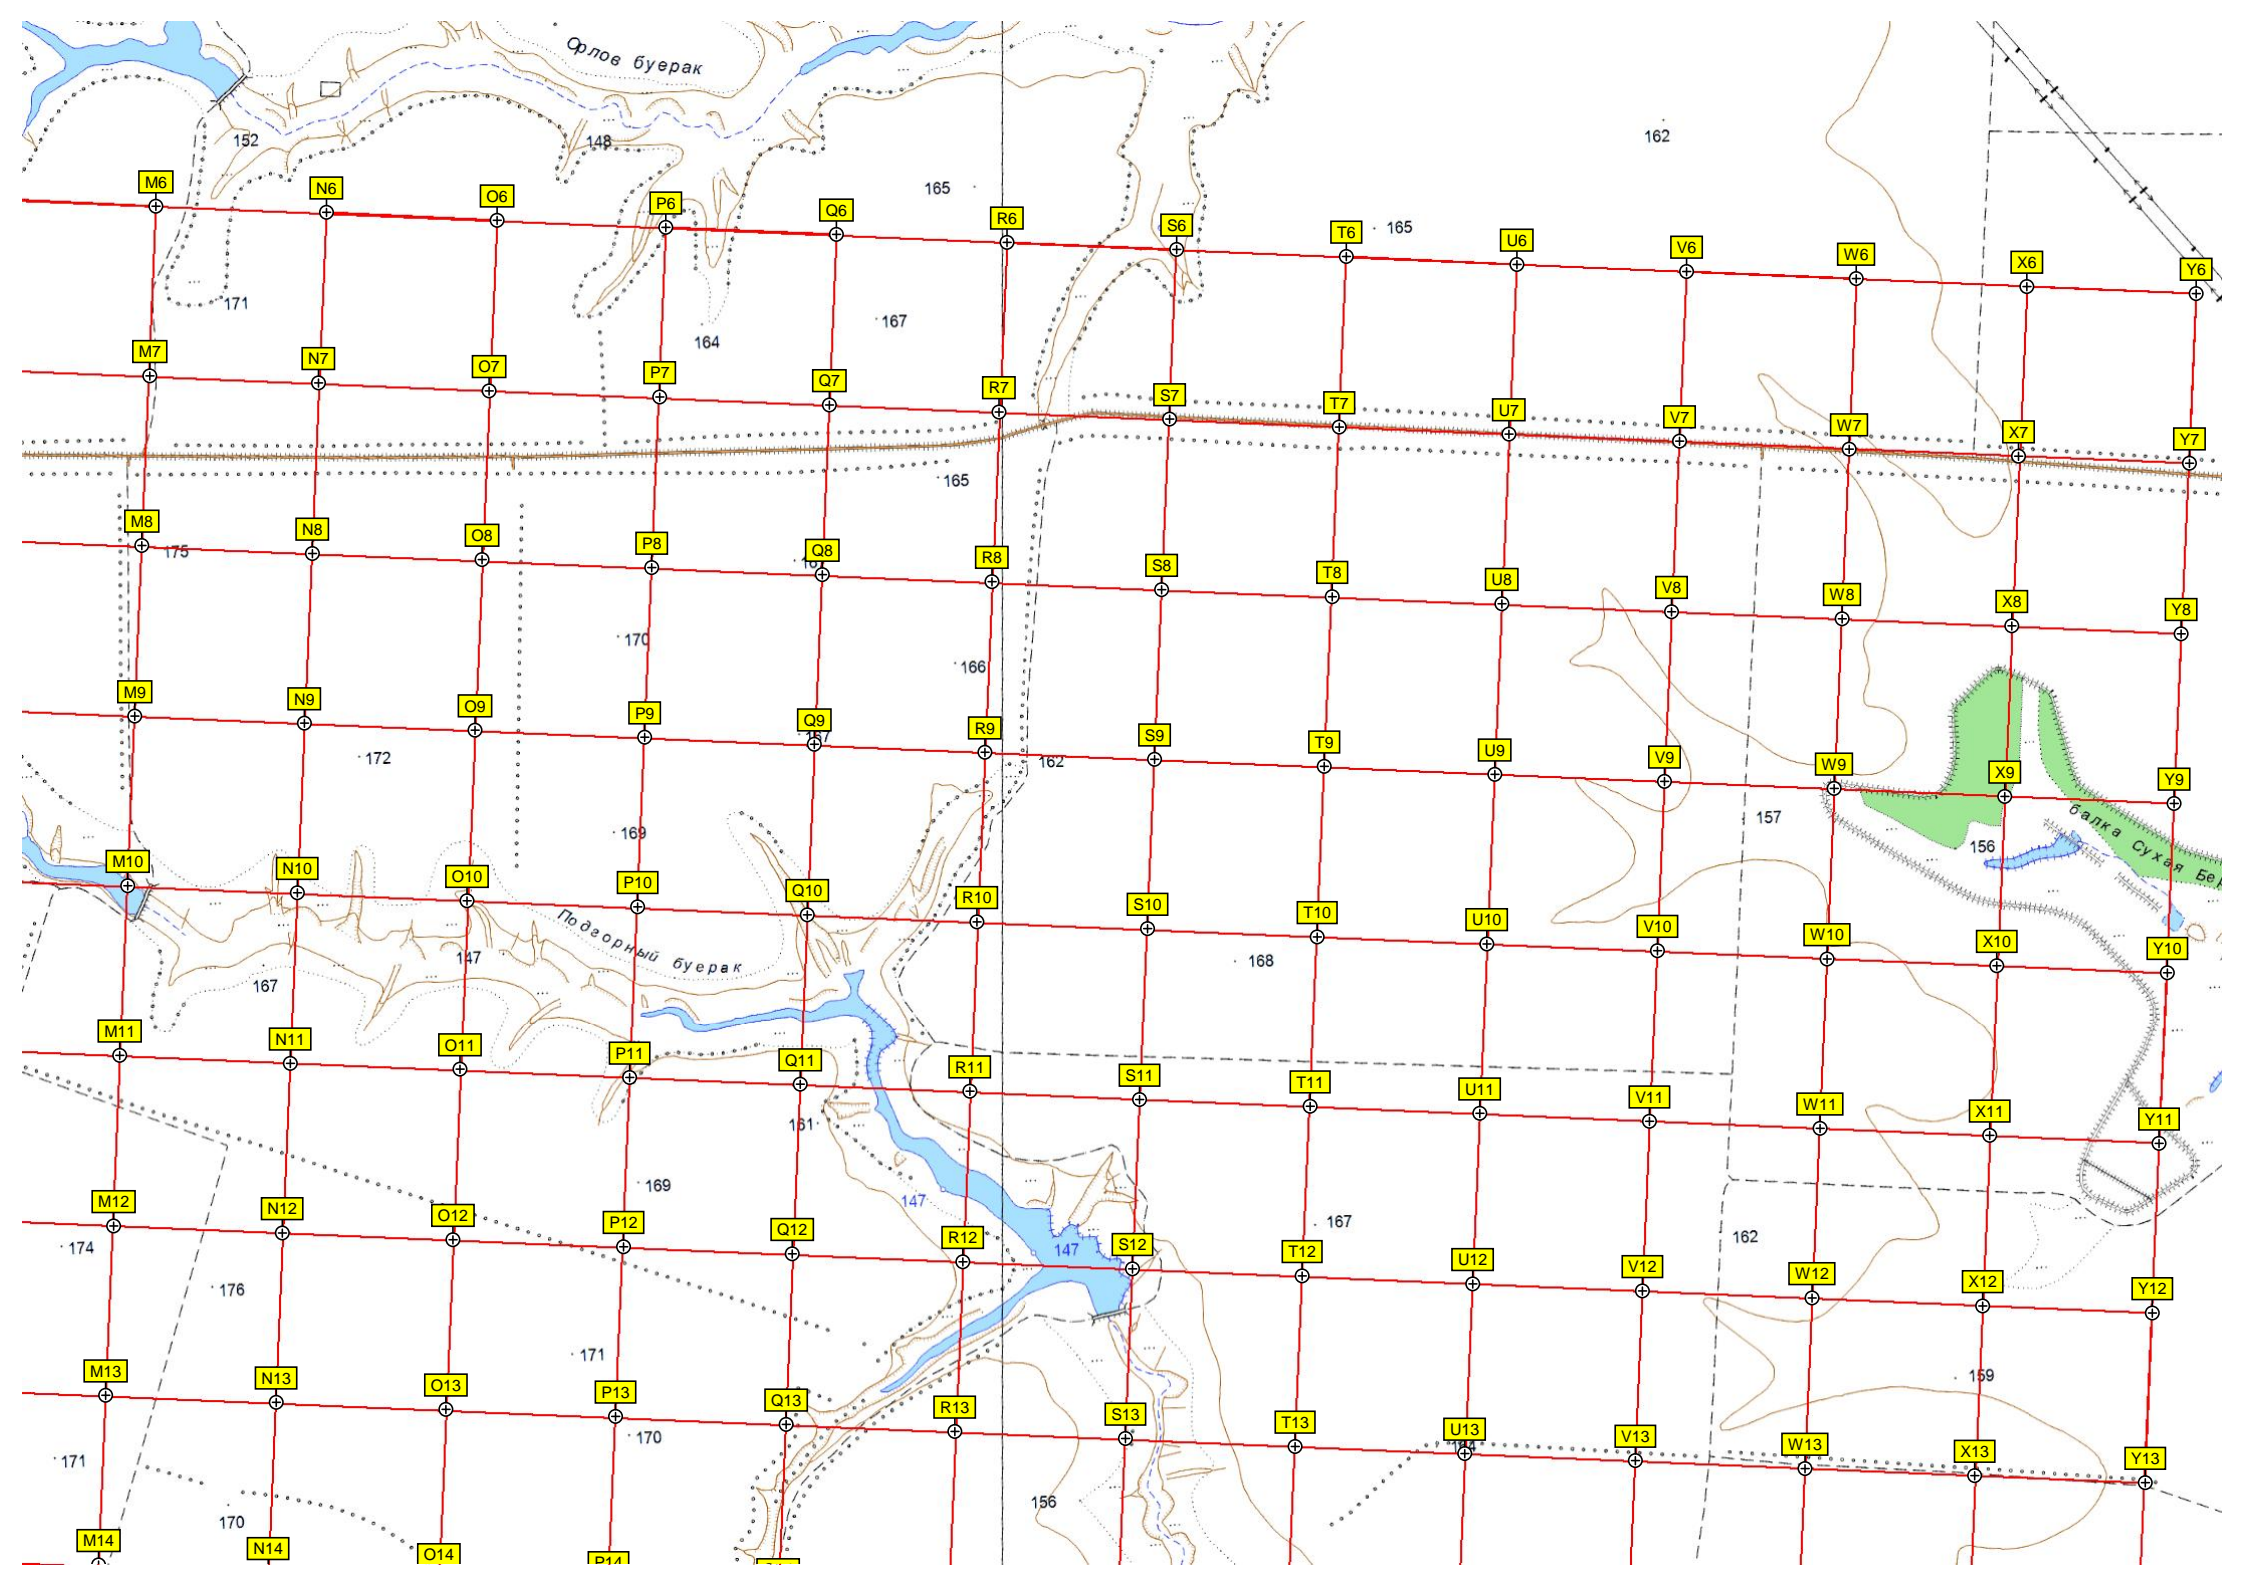 Орлов буерак
152
148
162
M6 N6 O6 P6 Q6 165 R6 S6 T6 165 U6 V6 W6 X6 Y6
171 164 167
M7 N7 O7 P7 Q7 R7 S7 T7 U7 V7 W7 X7 Y7
165
M8 175 N8 O8 P8 Q8 R8 S8 T8 U8 V8 W8 X8 Y8
170 166
M9 N9 O9 P9 Q9 R9 S9 T9 U9 V9 W9 X9 Y9
172 162
169 157 156
балка Сухая Бер
M10 N10 O10 P10 Q10 R10 S10 T10 U10 V10 W10 X10 Y10
Подгорный буерак
147 168
167
M11 N11 O11 P11 Q11 R11 S11 T11 U11 V11 W11 X11 Y11
161
169 147
M12 N12 O12 P12 Q12 R12 147 S12 T12 167 U12 V12 162 W12 X12 Y12
174
176
171 159
M13 N13 O13 P13 Q13 R13 S13 T13 U13 V13 W13 X13 Y13
171 170
170 156
M14 N14 O14 P14